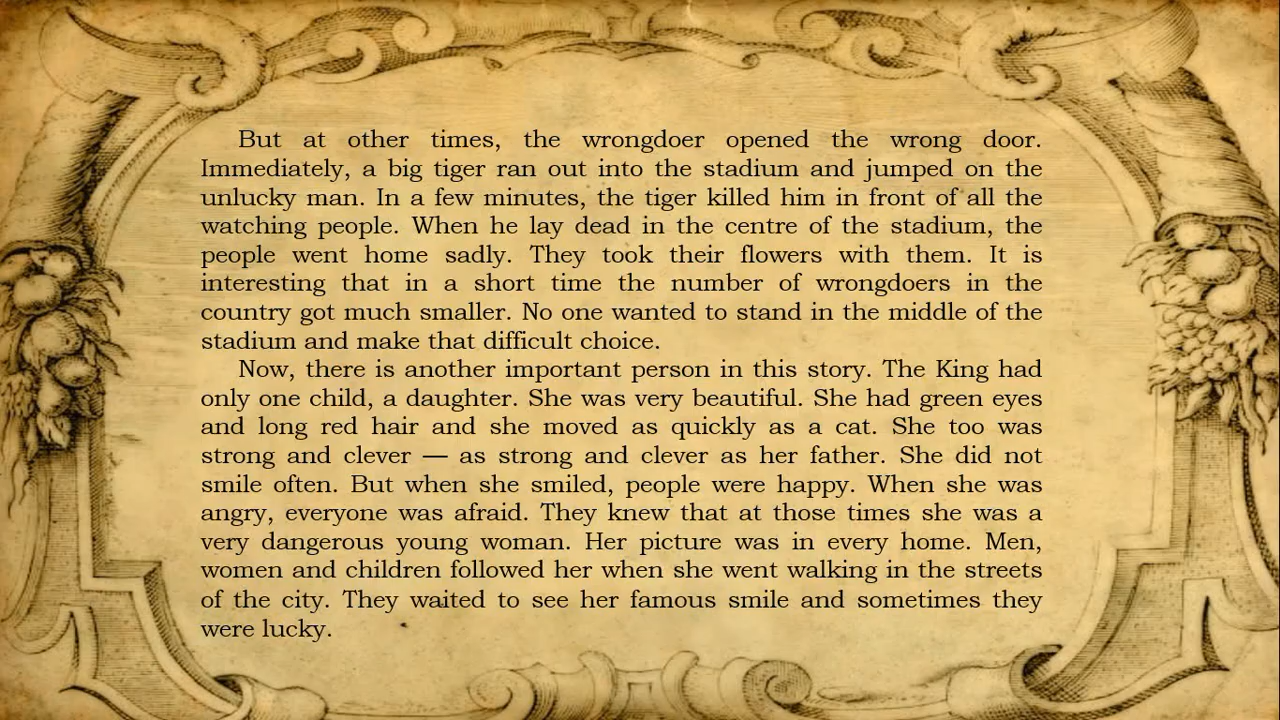 But at other times, the wrongdoer opened the wrong door.
Immediately, a big tiger ran out into the stadium and jumped on the
unlucky man. In a few minutes, the tiger killed him in front of all the
watching people. When he lay dead in the centre of the stadium, the
people went home sadly. They took their flowers with them. It is
interesting that in a short time the number of wrongdoers in the
country got much smaller. No one wanted to stand in the middle of the
stadium and make that difficult choice.
Now, there is another important person in this story. The King had
only one child, a daughter. She was very beautiful. She had green eyes
and long red hair and she moved as quickly as a cat. She too was
strong and clever — as strong and clever as her father. She did not
smile often. But when she smiled, people were happy. When she was
angry, everyone was afraid. They knew that at those times she was a
very dangerous young woman. Her picture was in every home. Men,
women and children followed her when she went walking in the streets
of the city. They waited to see her famous smile and sometimes they
were lucky.